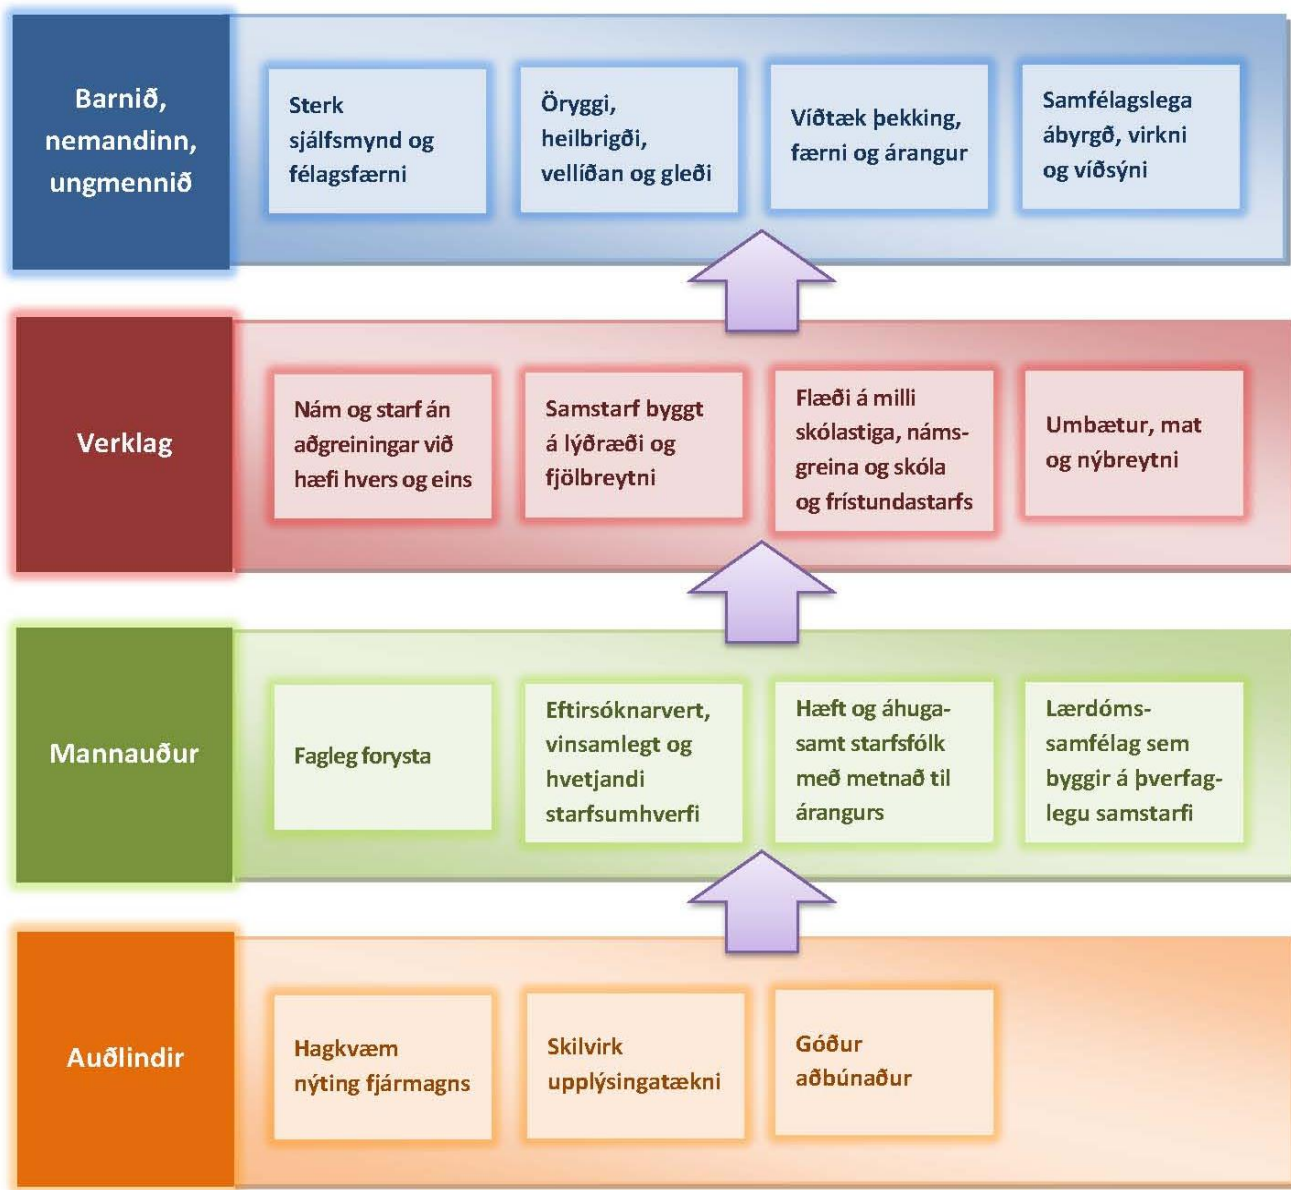 Barnið,
nemandinn,
ungmennið
Sterk
sjálfsmynd og
félagsfærni
Öryggi,
heilbrigði,
vellíðan og gleði
Víðtæk þekking,
færni og árangur
Samfélagslega
ábyrgð, virkni
og víðsýni
Verklag
Nám og starf án
aðgreiningar við
hæfi hvers og eins
Samstarf byggt
á lýðræði og
fjölbreytni
Flæði á milli
skólastiga, náms-
greina og skóla
og frístundastarfs
Umbætur, mat
og nýbreytni
Mannauður
Fagleg forysta
Eftirsóknarvert,
vinsamlegt og
hvetjandi
starfsumhverfi
Hæft og áhuga-
samt starfsfólk
með metnað til
árangurs
Lærdóms-
samfélag sem
byggir á þverfag-
legu samstarfi
Auðlindir
Hagkvæm
nýting fjármagns
Skilvirk
upplýsingatækni
Góður
aðbúnaður